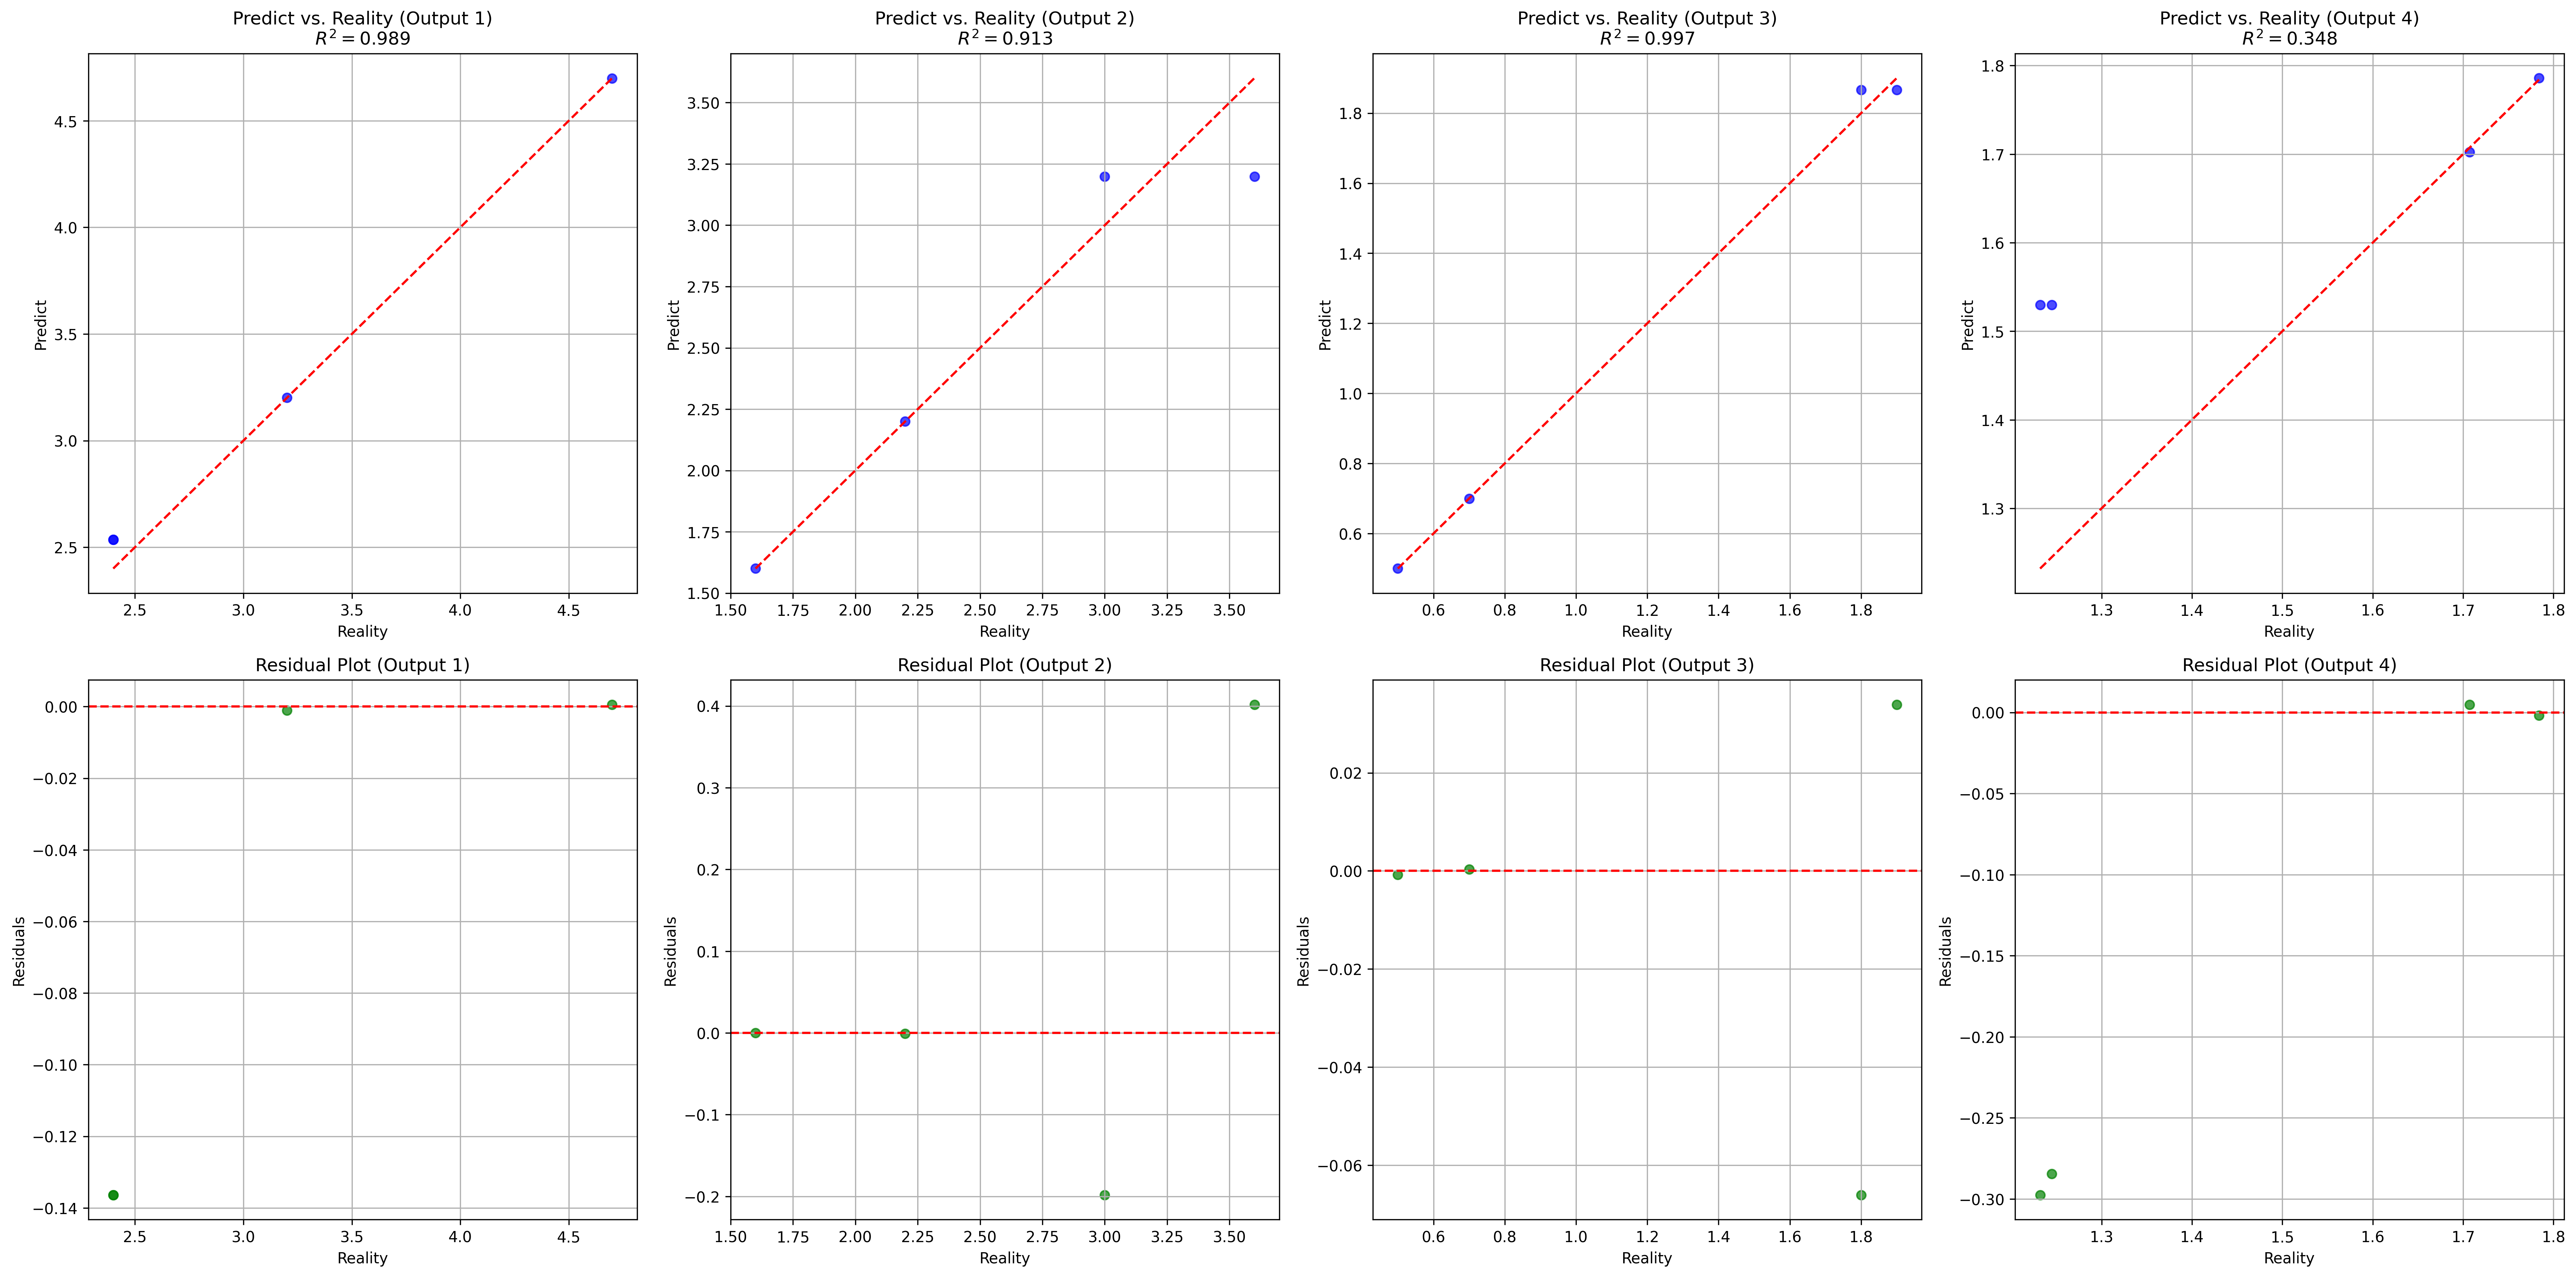 Predict vs. Reality (Output 1)
R² = 0.989
4.5
4.0
3.5
3.0
2.5
Predict
2.5 3.0 3.5 4.0 4.5
Reality
Predict vs. Reality (Output 2)
R² = 0.913
3.50
3.25
3.00
2.75
2.50
2.25
2.00
1.75
1.50
Predict
1.50 1.75 2.00 2.25 2.50 2.75 3.00 3.25 3.50
Reality
Predict vs. Reality (Output 3)
R² = 0.997
1.8
1.6
1.4
1.2
1.0
0.8
0.6
Predict
0.6 0.8 1.0 1.2 1.4 1.6 1.8
Reality
Predict vs. Reality (Output 4)
R² = 0.348
1.8
1.7
1.6
1.5
1.4
1.3
Predict
1.3 1.4 1.5 1.6 1.7 1.8
Reality
Residual Plot (Output 1)
0.00
−0.02
−0.04
−0.06
−0.08
−0.10
−0.12
−0.14
Residuals
2.5 3.0 3.5 4.0 4.5
Reality
Residual Plot (Output 2)
0.4
0.3
0.2
0.1
0.0
−0.1
−0.2
Residuals
1.50 1.75 2.00 2.25 2.50 2.75 3.00 3.25 3.50
Reality
Residual Plot (Output 3)
0.02
0.00
−0.02
−0.04
−0.06
Residuals
0.6 0.8 1.0 1.2 1.4 1.6 1.8
Reality
Residual Plot (Output 4)
0.00
−0.05
−0.10
−0.15
−0.20
−0.25
−0.30
Residuals
1.3 1.4 1.5 1.6 1.7 1.8
Reality